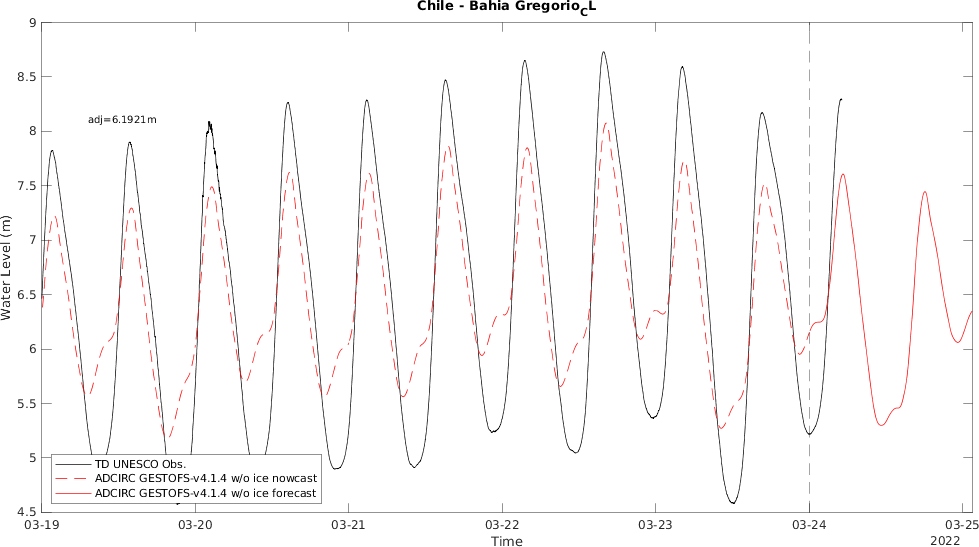 Chile - Bahia GregorioCL
9
8.5
8
7.5
7
6.5
6
5.5
5
4.5
Water Level (m)
adj=6.1921m
TD UNESCO Obs.
ADCIRC GESTOFS-v4.1.4 w/o ice nowcast
ADCIRC GESTOFS-v4.1.4 w/o ice forecast
03-19 03-20 03-21 03-22 03-23 03-24 03-25
Time
2022